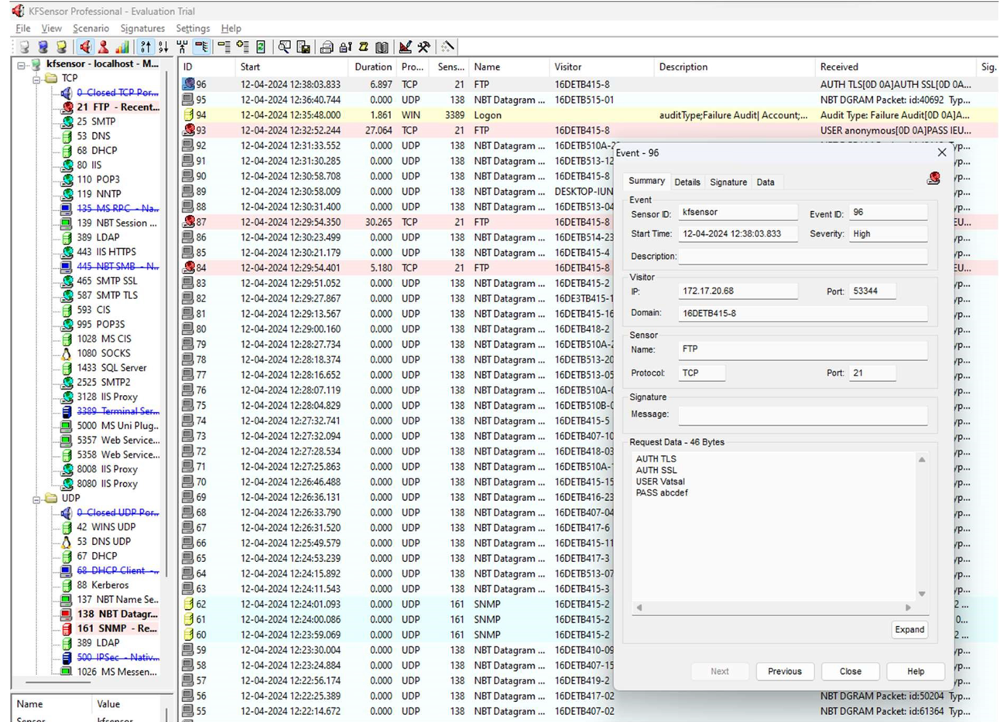 KFSensor Professional - Evaluation Trial
File View Scenario Signatures Settings Help
kfsensor - localhost - M...
TCP
0 Closed TCP Por...
21 FTP - Recent...
25 SMTP
53 DNS
68 DHCP
80 IIS
110 POP3
119 NNTP
135 MS RPC - Na...
139 NBT Session ...
389 LDAP
443 IIS HTTPS
445 NBT SMB - N...
465 SMTP SSL
587 SMTP TLS
593 CIS
995 POP3S
1028 MS CIS
1080 SOCKS
1433 SQL Server
2525 SMTP2
3128 IIS Proxy
3389 Terminal Ser...
5000 MS Uni Plug...
5357 Web Service...
5358 Web Service...
8008 IIS Proxy
8080 IIS Proxy
UDP
0 Closed UDP Por...
42 WINS UDP
53 DNS UDP
67 DHCP
68 DHCP Client -...
88 Kerberos
137 NBT Name Se...
138 NBT Datagr...
161 SNMP - Re...
389 LDAP
500 IPSec - Nativ...
1026 MS Messen...
Name Value
Sensor kfsensor
ID Start Duration Pro... Sens... Name Visitor Description Received Sig.
96 12-04-2024 12:38:03.833 6.897 TCP 21 FTP 16DETB415-8 AUTH TLS[0D 0A]AUTH SSL[0D 0A...
95 12-04-2024 12:36:40.744 0.000 UDP 138 NBT Datagram ... 16DETB515-01 NBT DGRAM Packet: id:40692 Typ...
94 12-04-2024 12:35:48.000 1.861 WIN 3389 Logon auditType;Failure Audit| Account;... Audit Type: Failure Audit[0D 0A]A...
93 12-04-2024 12:32:52.244 27.064 TCP 21 FTP 16DETB415-8 USER anonymous[0D 0A]PASS IEU...
92 12-04-2024 12:31:33.552 0.000 UDP 138 NBT Datagram ... 16DETB510A-2
91 12-04-2024 12:31:30.285 0.000 UDP 138 NBT Datagram ... 16DETB513-12 yp...
90 12-04-2024 12:30:58.708 0.000 UDP 138 NBT Datagram ... 16DETB415-8 yp...
89 12-04-2024 12:30:58.009 0.000 UDP 138 NBT Datagram ... DESKTOP-IUN yp...
88 12-04-2024 12:30:31.400 0.000 UDP 138 NBT Datagram ... 16DETB513-04 yp...
87 12-04-2024 12:29:54.350 30.265 TCP 21 FTP 16DETB415-8 EU...
86 12-04-2024 12:30:23.499 0.000 UDP 138 NBT Datagram ... 16DETB514-23 yp...
85 12-04-2024 12:30:21.179 0.000 UDP 138 NBT Datagram ... 16DETB415-4 yp...
84 12-04-2024 12:29:54.401 5.180 TCP 21 FTP 16DETB415-8 EU...
83 12-04-2024 12:29:51.052 0.000 UDP 138 NBT Datagram ... 16DETB415-2 yp...
82 12-04-2024 12:29:27.867 0.000 UDP 138 NBT Datagram ... 16DE3TB415-1 yp...
81 12-04-2024 12:29:13.567 0.000 UDP 138 NBT Datagram ... 16DETB415-16 yp...
80 12-04-2024 12:29:00.160 0.000 UDP 138 NBT Datagram ... 16DETB418-2 yp...
79 12-04-2024 12:28:27.734 0.000 UDP 138 NBT Datagram ... 16DETB510A-2 yp...
78 12-04-2024 12:28:18.374 0.000 UDP 138 NBT Datagram ... 16DETB513-20 yp...
77 12-04-2024 12:28:16.652 0.000 UDP 138 NBT Datagram ... 16DETB513-05 yp...
76 12-04-2024 12:28:07.119 0.000 UDP 138 NBT Datagram ... 16DETB510A-0 yp...
75 12-04-2024 12:28:04.829 0.000 UDP 138 NBT Datagram ... 16DETB510B-0 yp...
74 12-04-2024 12:27:32.741 0.000 UDP 138 NBT Datagram ... 16DETB415-5 yp...
73 12-04-2024 12:27:32.094 0.000 UDP 138 NBT Datagram ... 16DETB407-10 yp...
72 12-04-2024 12:27:28.534 0.000 UDP 138 NBT Datagram ... 16DETB418-03 yp...
71 12-04-2024 12:27:25.863 0.000 UDP 138 NBT Datagram ... 16DETB510A-1 yp...
70 12-04-2024 12:26:46.488 0.000 UDP 138 NBT Datagram ... 16DETB415-15 yp...
69 12-04-2024 12:26:36.131 0.000 UDP 138 NBT Datagram ... 16DETB416-23 yp...
68 12-04-2024 12:26:33.790 0.000 UDP 138 NBT Datagram ... 16DETB407-04 yp...
67 12-04-2024 12:26:31.520 0.000 UDP 138 NBT Datagram ... 16DETB417-6 yp...
66 12-04-2024 12:25:49.579 0.000 UDP 138 NBT Datagram ... 16DETB415-11 yp...
65 12-04-2024 12:24:53.239 0.000 UDP 138 NBT Datagram ... 16DETB417-3 yp...
64 12-04-2024 12:24:15.892 0.000 UDP 138 NBT Datagram ... 16DETB513-07 yp...
63 12-04-2024 12:24:11.543 0.000 UDP 138 NBT Datagram ... 16DETB415-3 yp...
62 12-04-2024 12:24:01.093 0.000 UDP 161 SNMP 16DETB415-2 2 ...
61 12-04-2024 12:24:00.086 0.000 UDP 161 SNMP 16DETB415-2 0...
60 12-04-2024 12:23:59.069 0.000 UDP 161 SNMP 16DETB415-2 2 ...
59 12-04-2024 12:23:30.004 0.000 UDP 138 NBT Datagram ... 16DETB410-09 yp...
58 12-04-2024 12:23:24.884 0.000 UDP 138 NBT Datagram ... 16DETB407-15 yp...
57 12-04-2024 12:22:56.174 0.000 UDP 138 NBT Datagram ... 16DETB419-2 yp...
56 12-04-2024 12:22:25.389 0.000 UDP 138 NBT Datagram ... 16DETB417-02 NBT DGRAM Packet: id:50204 Typ...
55 12-04-2024 12:22:14.672 0.000 UDP 138 NBT Datagram ... 16DETB407-02 NBT DGRAM Packet: id:61364 Typ...
Event - 96
Summary Details Signature Data
Event
Sensor ID: kfsensor Event ID: 96
Start Time: 12-04-2024 12:38:03.833 Severity: High
Description:
Visitor
IP: 172.17.20.68 Port: 53344
Domain: 16DETB415-8
Sensor
Name: FTP
Protocol: TCP Port: 21
Signature
Message:
Request Data - 46 Bytes
AUTH TLS
AUTH SSL
USER Vatsal
PASS abcdef
Expand
Next Previous Close Help